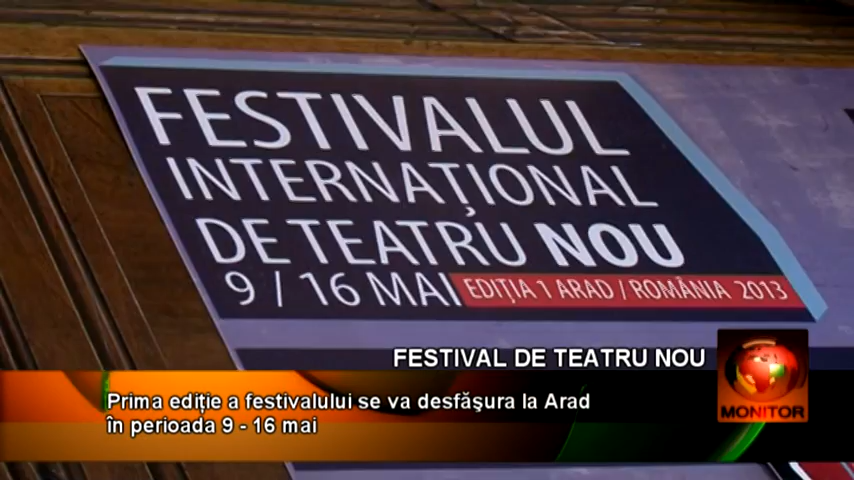 FESTIVALUL
INTERNAȚIONAL
DE TEATRU NOU
9 / 16 MAI EDIȚIA 1 ARAD / ROMÂNIA 2013
FESTIVAL DE TEATRU NOU
Prima ediție a festivalului se va desfăşura la Arad
în perioada 9 - 16 mai
MONITOR